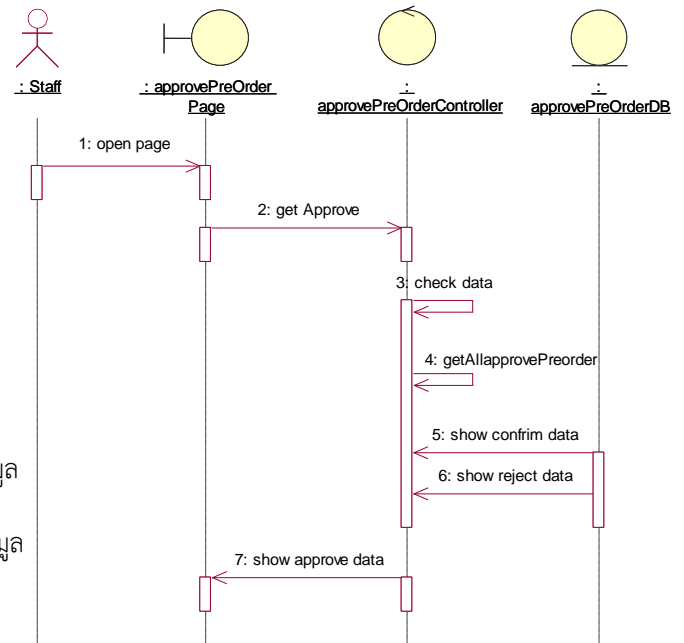 : Staff
: approvePreOrder
Page
:
approvePreOrderController
:
approvePreOrderDB
1: open page
2: get Approve
3: check data
4: getAllapprovePreorder
5: show confrim data
6: show reject data
7: show approve data